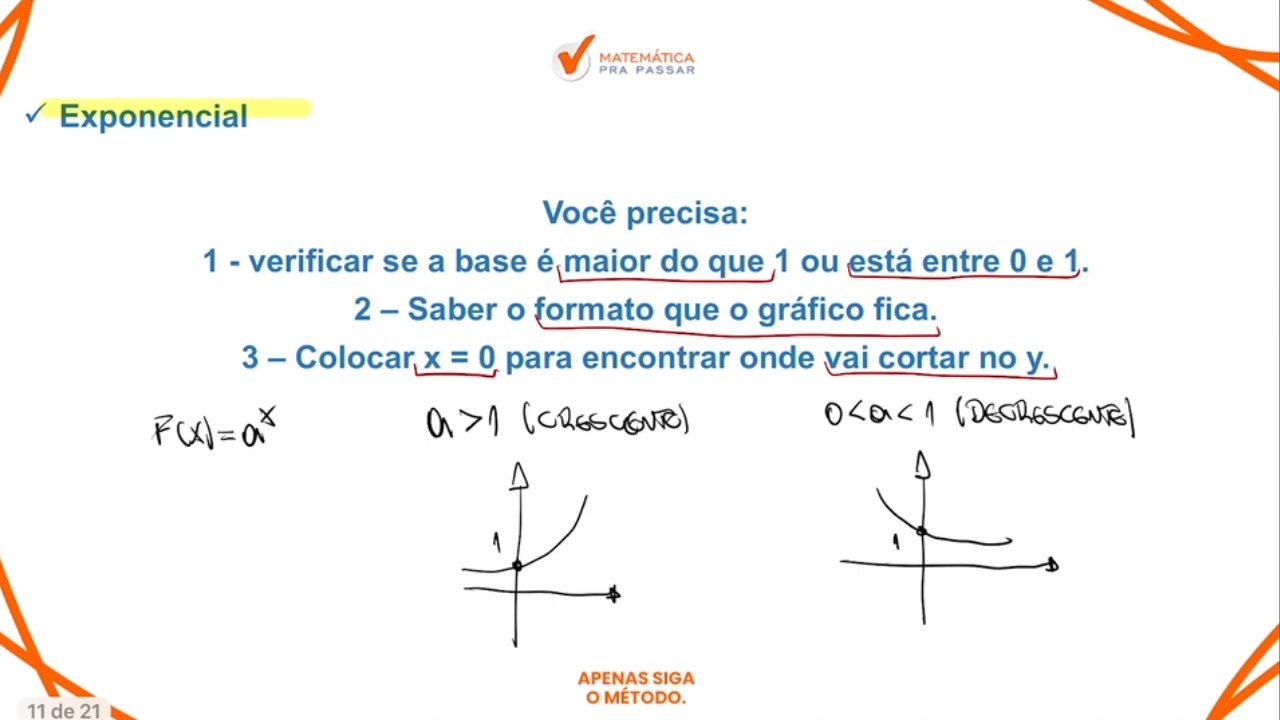 MATEMÁTICA
PRA PASSAR
✓ Exponencial
Você precisa:
1 - verificar se a base é maior do que 1 ou está entre 0 e 1.
2 – Saber o formato que o gráfico fica.
3 – Colocar x = 0 para encontrar onde vai cortar no y.
F(X)=a^x a>1 (CRESCENTE) 0<a<1 (DECRESCENTE)
1 1
APENAS SIGA
O MÉTODO.
11 de 21